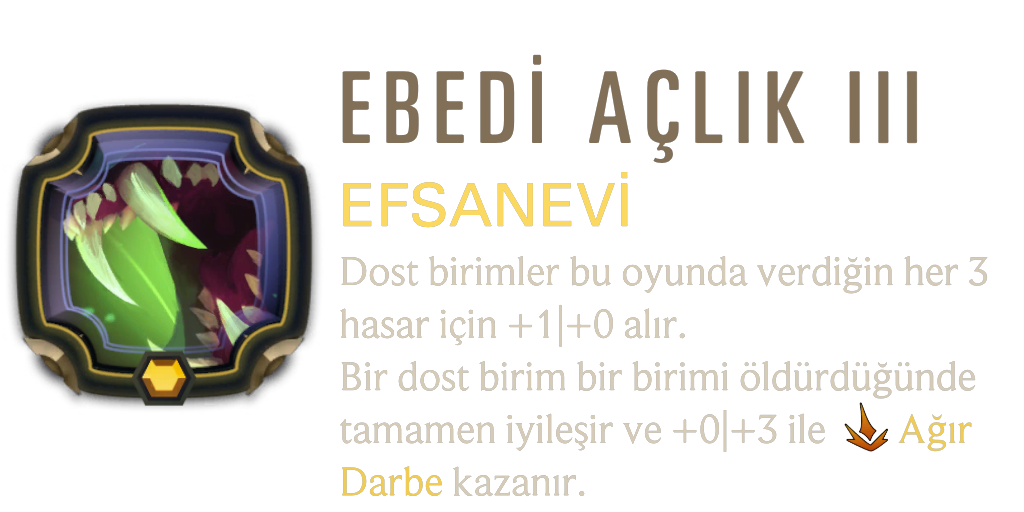 EBEDİ AÇLIK III
EFSANEVİ
Dost birimler bu oyunda verdiğin her 3
hasar için +1|+0 alır.
Bir dost birim bir birimi öldürdüğünde
tamamen iyileşir ve +0|+3 ile Ağır
Darbe kazanır.